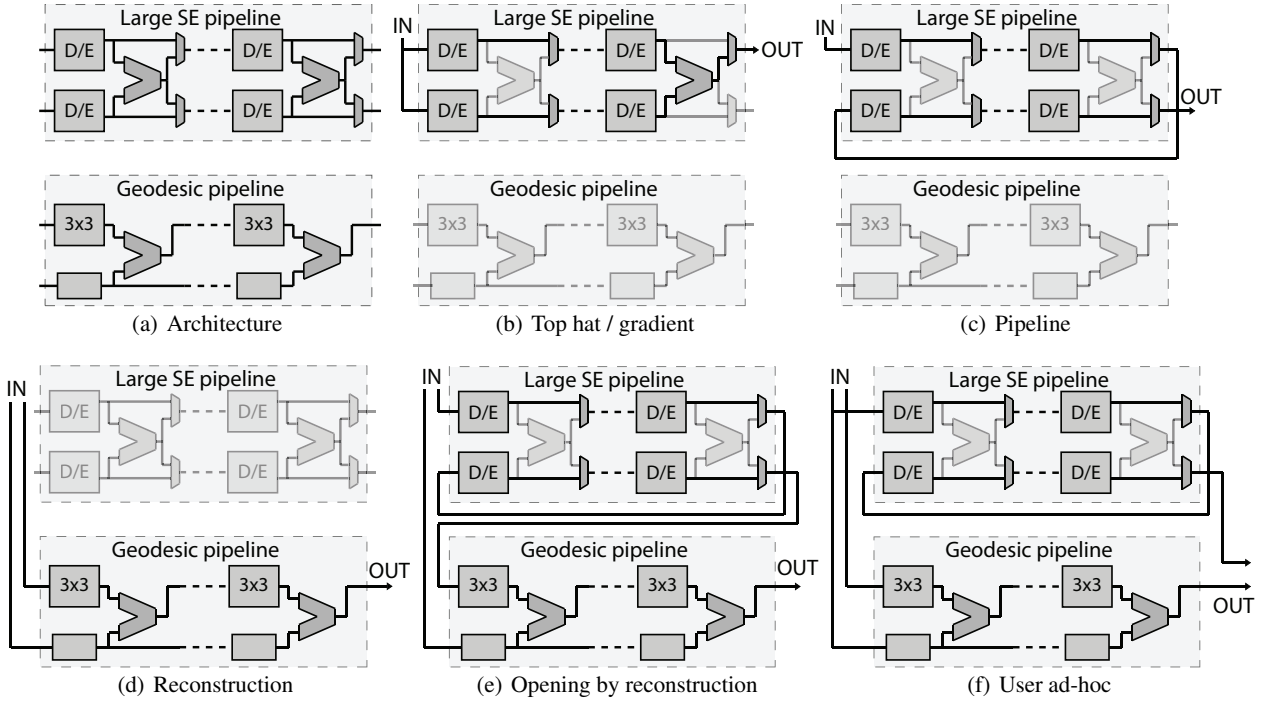 Large SE pipeline
D/E
D/E
D/E
D/E
Geodesic pipeline
3x3
3x3
(a) Architecture
IN
Large SE pipeline
D/E
D/E
D/E
D/E
OUT
Geodesic pipeline
3x3
3x3
(b) Top hat / gradient
IN
Large SE pipeline
D/E
D/E
D/E
D/E
OUT
Geodesic pipeline
3x3
3x3
(c) Pipeline
IN
Large SE pipeline
D/E
D/E
D/E
D/E
Geodesic pipeline
3x3
3x3
OUT
(d) Reconstruction
IN
Large SE pipeline
D/E
D/E
D/E
D/E
Geodesic pipeline
3x3
3x3
OUT
(e) Opening by reconstruction
IN
Large SE pipeline
D/E
D/E
D/E
D/E
Geodesic pipeline
3x3
3x3
OUT
(f) User ad-hoc